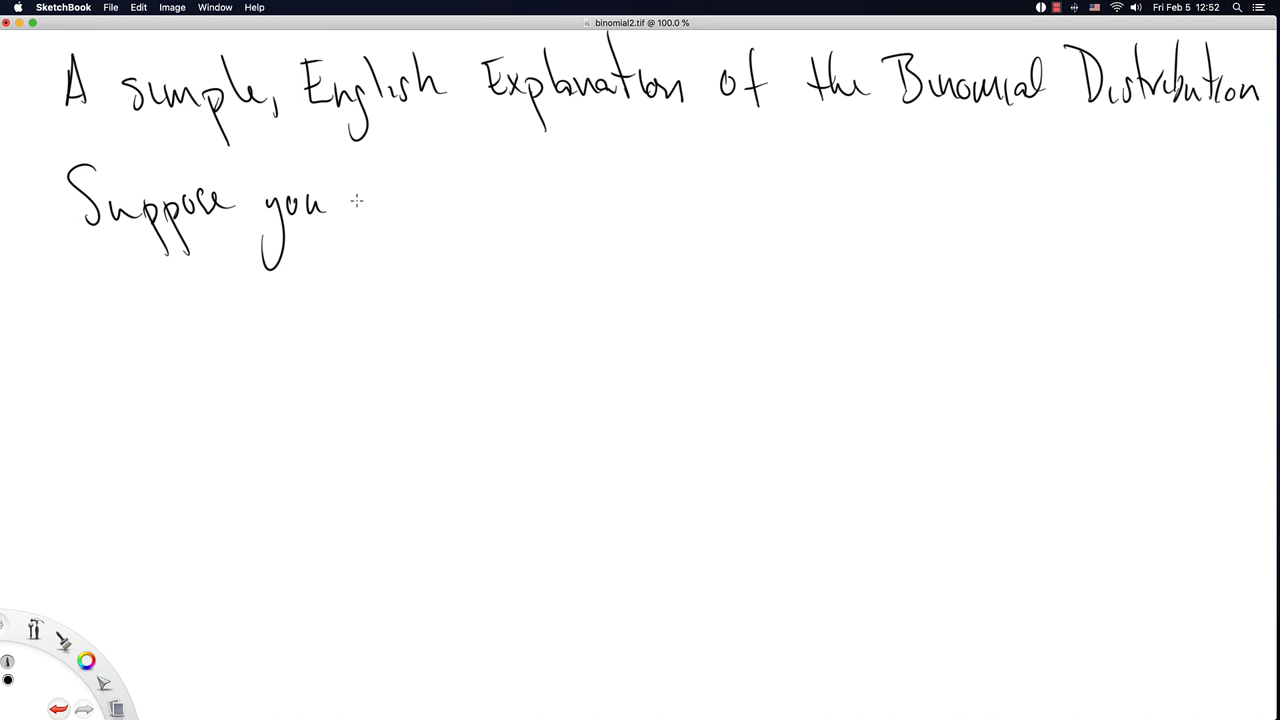 SketchBook File Edit Image Window Help Fri Feb 5 12:52
binomial2.tif @ 100.0 %
A simple, English Explanation of the Binomial Distribution
Suppose you